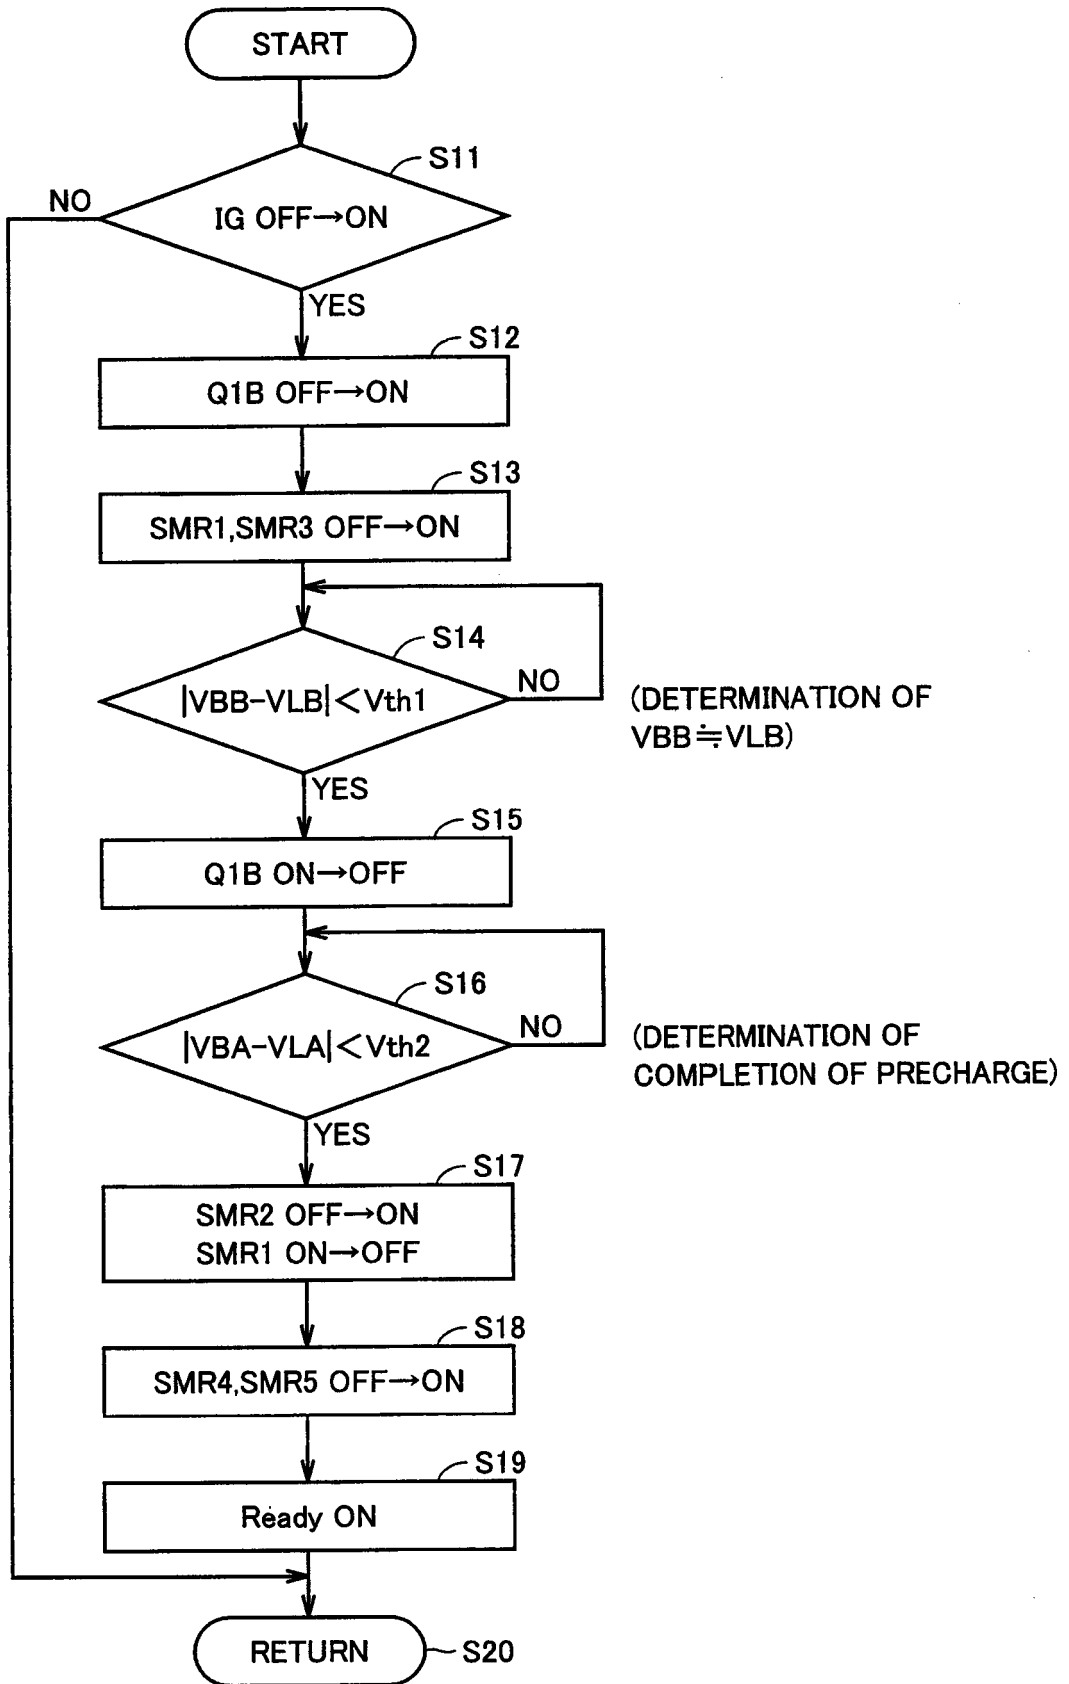 START
S11
NO
IG OFF→ON
YES
S12
Q1B OFF→ON
S13
SMR1,SMR3 OFF→ON
S14
|VBB-VLB|<Vth1
NO
(DETERMINATION OF
VBB≒VLB)
YES
S15
Q1B ON→OFF
S16
|VBA-VLA|<Vth2
NO
(DETERMINATION OF
COMPLETION OF PRECHARGE)
YES
S17
SMR2 OFF→ON
SMR1 ON→OFF
S18
SMR4,SMR5 OFF→ON
S19
Ready ON
RETURN
S20